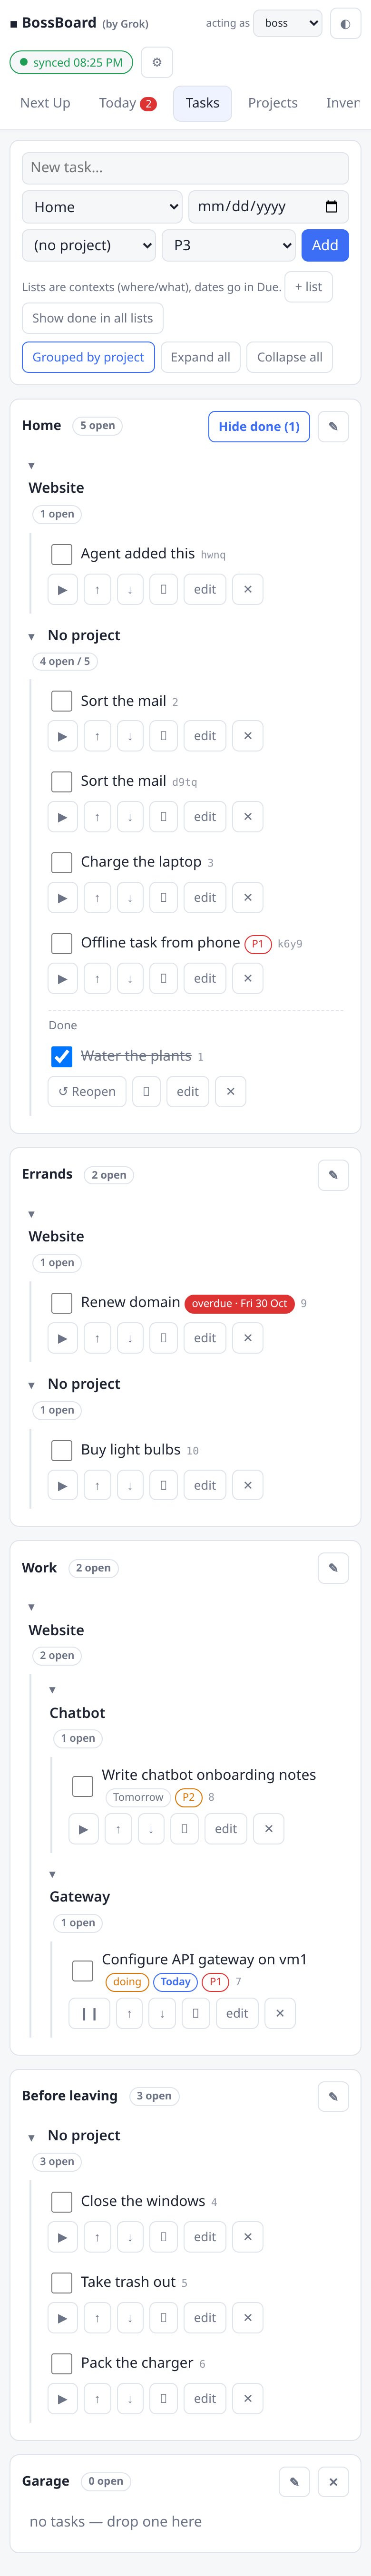 BossBoard (by Grok) acting as boss
synced 08:25 PM
Next Up Today 2 Tasks Projects Inver
New task...
Home mm/dd/yyyy
(no project) P3 Add
Lists are contexts (where/what), dates go in Due. + list
Show done in all lists
Grouped by project Expand all Collapse all
Home 5 open Hide done (1)
Website
1 open
Agent added this hwnq
edit
No project
4 open / 5
Sort the mail 2
edit
Sort the mail d9tq
edit
Charge the laptop 3
edit
Offline task from phone P1 k6y9
edit
Done
Water the plants 1
↺ Reopen edit
Errands 2 open
Website
1 open
Renew domain overdue · Fri 30 Oct 9
edit
No project
1 open
Buy light bulbs 10
edit
Work 2 open
Website
2 open
Chatbot
1 open
Write chatbot onboarding notes
Tomorrow P2 8
edit
Gateway
1 open
Configure API gateway on vm1
doing Today P1 7
edit
Before leaving 3 open
No project
3 open
Close the windows 4
edit
Take trash out 5
edit
Pack the charger 6
edit
Garage 0 open
no tasks — drop one here